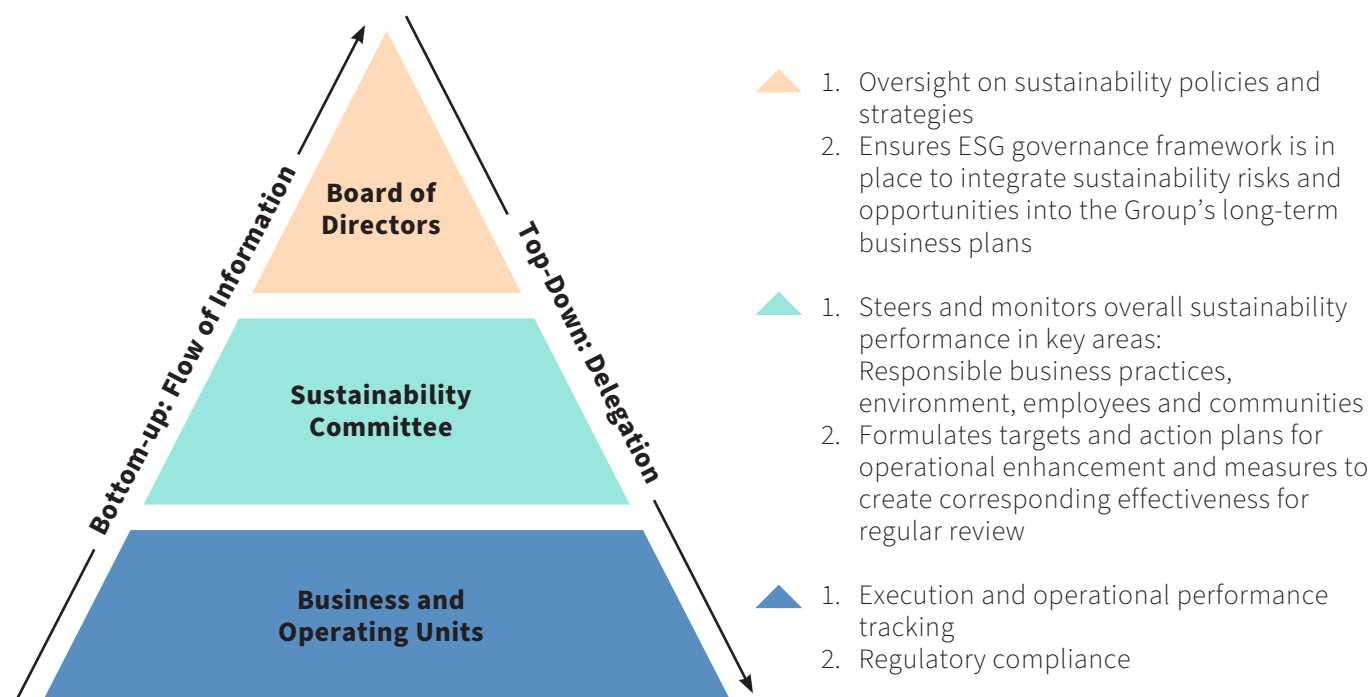 Bottom-up: Flow of Information
Top-Down: Delegation
Board of
Directors
Sustainability
Committee
Business and
Operating Units
1. Oversight on sustainability policies and
strategies
2. Ensures ESG governance framework is in
place to integrate sustainability risks and
opportunities into the Group’s long-term
business plans
1. Steers and monitors overall sustainability
performance in key areas:
Responsible business practices,
environment, employees and communities
2. Formulates targets and action plans for
operational enhancement and measures to
create corresponding effectiveness for
regular review
1. Execution and operational performance
tracking
2. Regulatory compliance